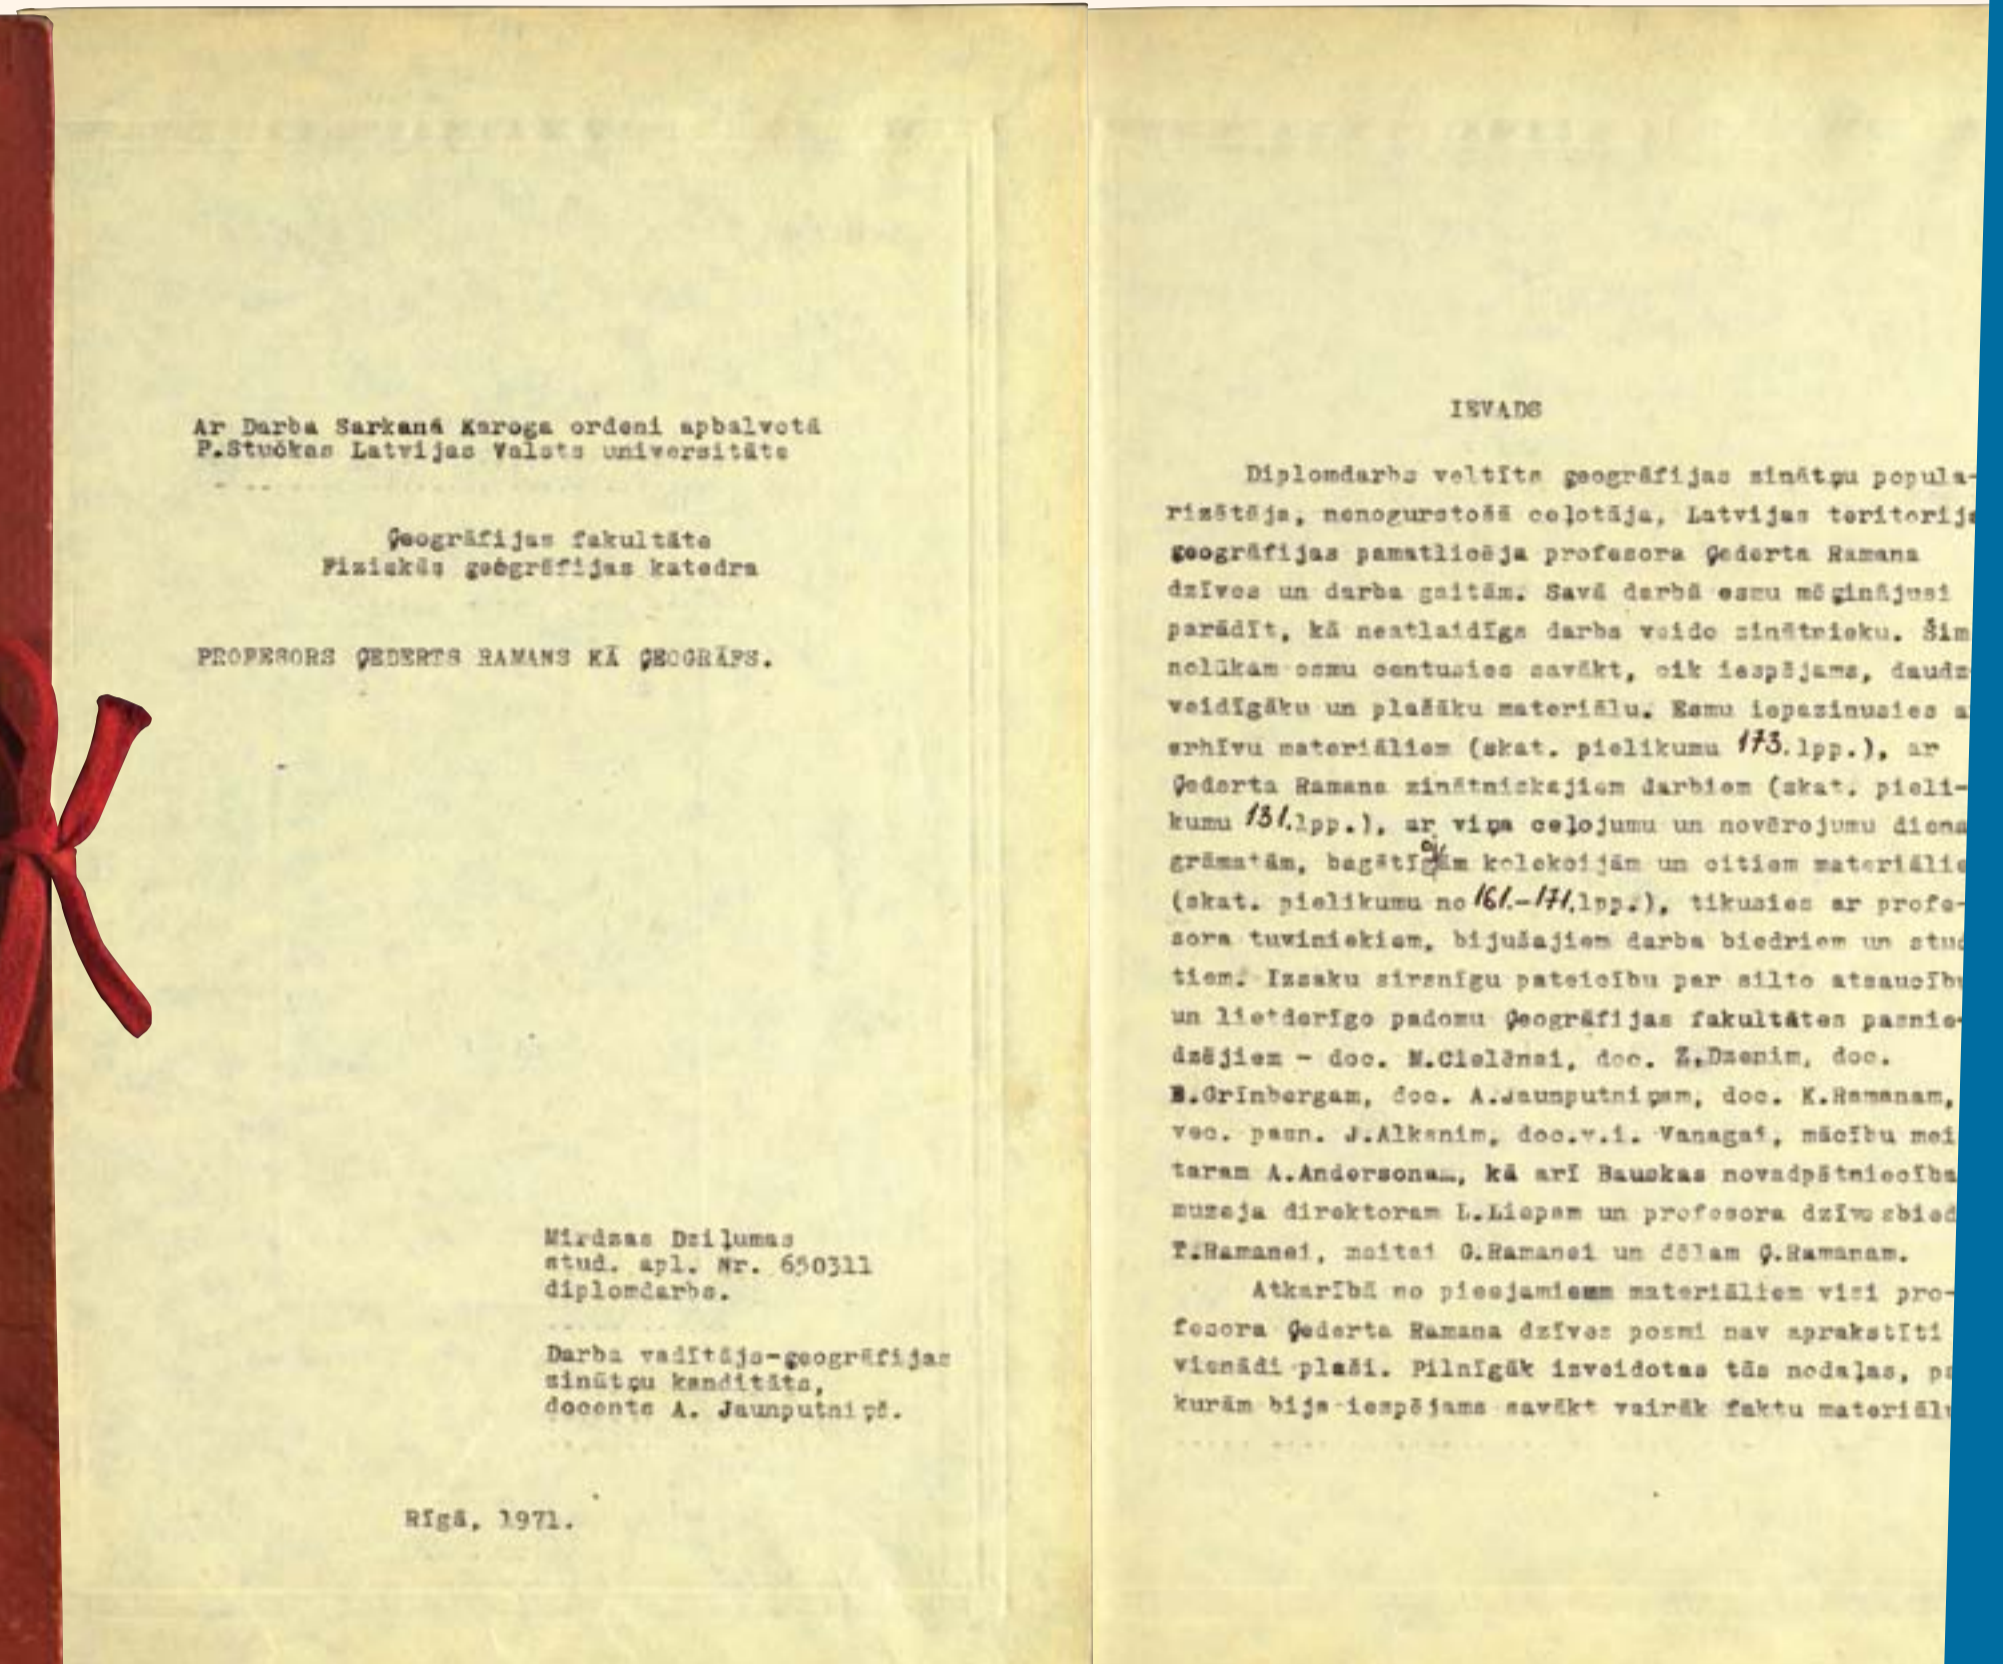 Ar Darba Sarkanā Karoga ordeni apbalvotā
P.Stučkas Latvijas Valsts universitāte
Ģeogrāfijas fakultāte
Fiziskās ģeogrāfijas katedra
PROFESORS ĢEDERTS RAMANS KĀ ĢEOGRĀFS.
Mirdzas Dziļumas
stud. apl. Nr. 650311
diplomdarbs.
Darba vadītājs-ģeogrāfijas
zinātņu kanditāts,
docents A. Jaunputniņš.
Rīgā, 1971.
IEVADS
Diplomdarbs veltīts ģeogrāfijas zinātņu popula-
rizētāja, nenogurstošā ceļotāja, Latvijas teritorij
ģeogrāfijas pamatlicēja profesora Ģederta Ramana
dzīves un darba gaitām. Savā darbā esmu mēģinājusi
parādīt, kā neatlaidīgs darbs veido zinātnieku. Šim
nolūkam esmu centusies savākt, cik iespējams, daudz
veidīgāku un plašāku materiālu. Esmu iepazinusies a
arhīvu materiāliem (skat. pielikumu 173.lpp.), ar
Ģederta Ramana zinātniskajiem darbiem (skat. pieli-
kumu 131.lpp.), ar viņa ceļojumu un novērojumu diena
grāmatām, bagātīgām kolekcijām un citiem materiālie
(skat. pielikumu no 161.-171.lpp.), tikusies ar profe-
sora tuviniekiem, bijušajiem darba biedriem un stud
tiem. Izsaku sirsnīgu pateicību par silto atsaucību
un lietderīgo padomu Ģeogrāfijas fakultātes pasnie-
dzējiem - doc. M.Cielēnai, doc. Z.Dzenim, doc.
E.Grīnbergam, doc. A.Jaunputniņam, doc. K.Ramanam,
vec. pasn. J.Alksnim, doc.v.i. Vanagai, mācību mei
taram A.Andersonam, kā arī Bauskas novadpētniecība
muzeja direktoram L.Liepam un profesora dzīvesbied
T.Ramanei, meitai G.Ramanei un dēlam Ģ.Ramanam.
Atkarībā no pieejamiem materiāliem visi pro-
fesora Ģederta Ramana dzīves posmi nav aprakstīti
vienādi plaši. Pilnīgāk izveidotas tās nodaļas, pa
kurām bija iespējams savākt vairāk faktu materiālu